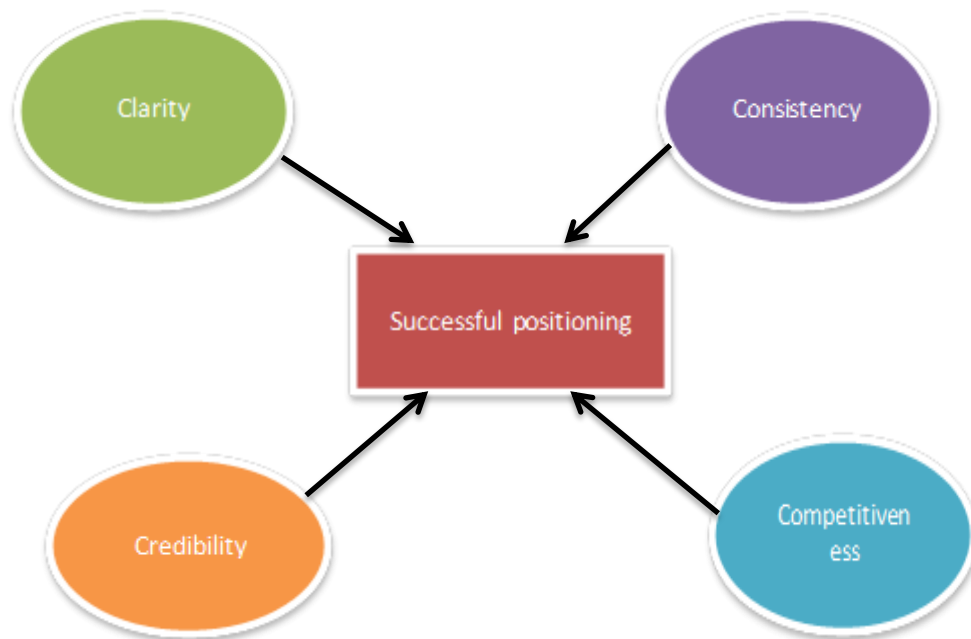 Clarity
Consistency
Successful positioning
Credibility
Competitiven
ess